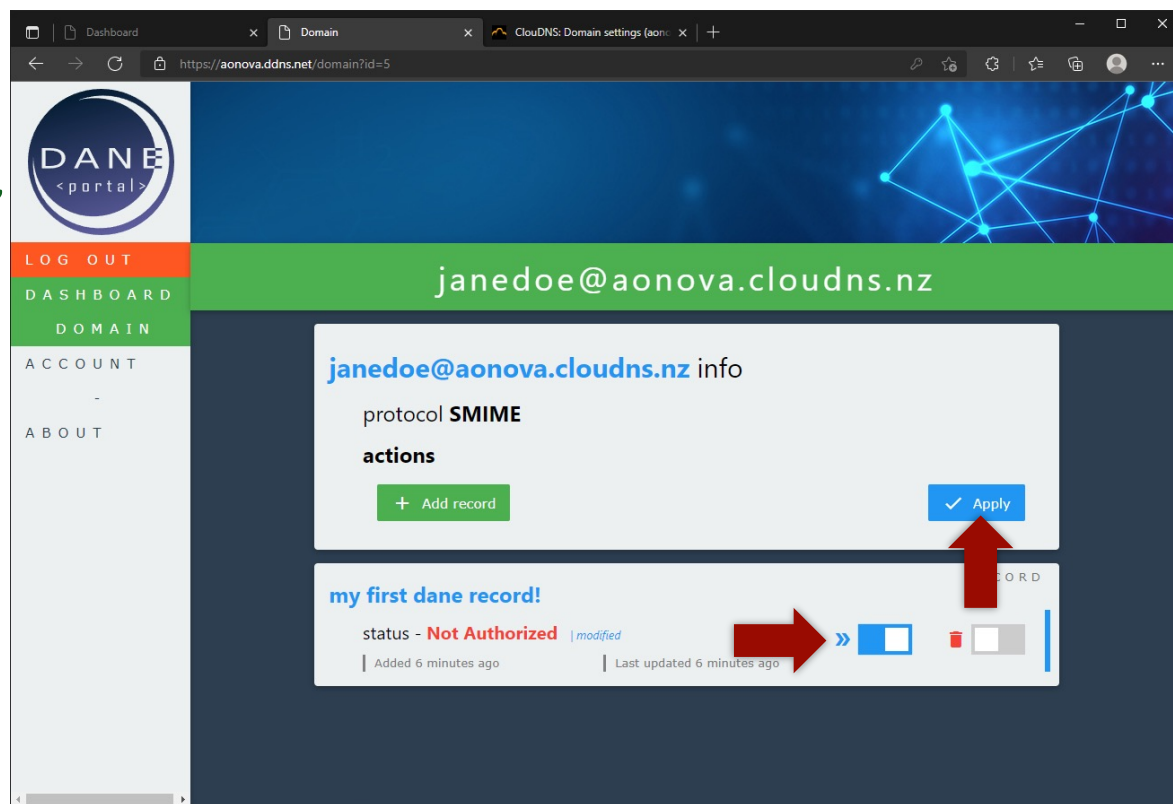 Dashboard
Domain
ClouDNS: Domain settings (aono
https://aonova.ddns.net/domain?id=5
DANE
<portal>
LOG OUT
DASHBOARD
DOMAIN
ACCOUNT
-
ABOUT
janedoe@aonova.cloudns.nz
janedoe@aonova.cloudns.nz info
protocol SMIME
actions
+ Add record
Apply
my first dane record!
status - Not Authorized | modified
Added 6 minutes ago
Last updated 6 minutes ago